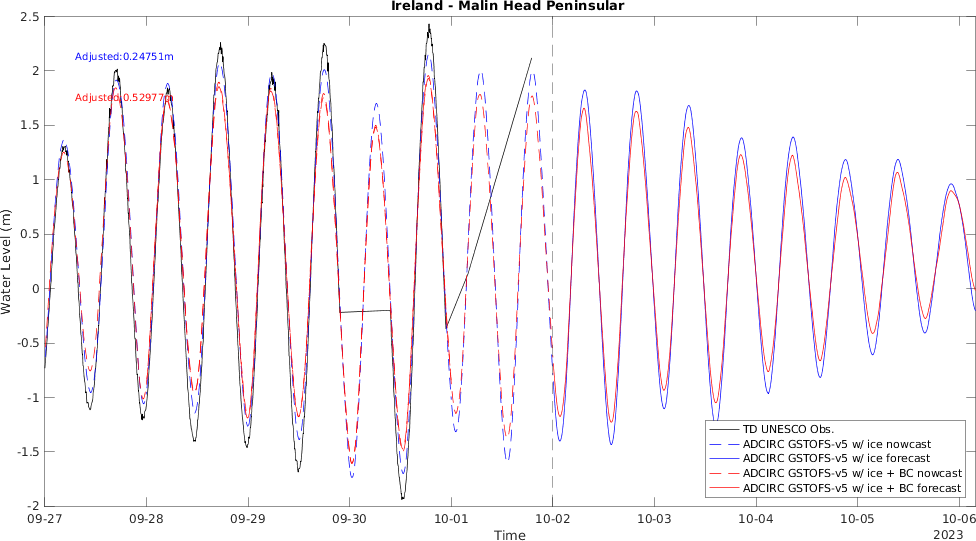 Ireland - Malin Head Peninsular
Water Level (m)
2.5
2
1.5
1
0.5
0
-0.5
-1
-1.5
-2
Adjusted:0.24751m
Adjusted:0.52977m
TD UNESCO Obs.
ADCIRC GSTOFS-v5 w/ ice nowcast
ADCIRC GSTOFS-v5 w/ ice forecast
ADCIRC GSTOFS-v5 w/ ice + BC nowcast
ADCIRC GSTOFS-v5 w/ ice + BC forecast
09-27 09-28 09-29 09-30 10-01 10-02 10-03 10-04 10-05 10-06
Time
2023